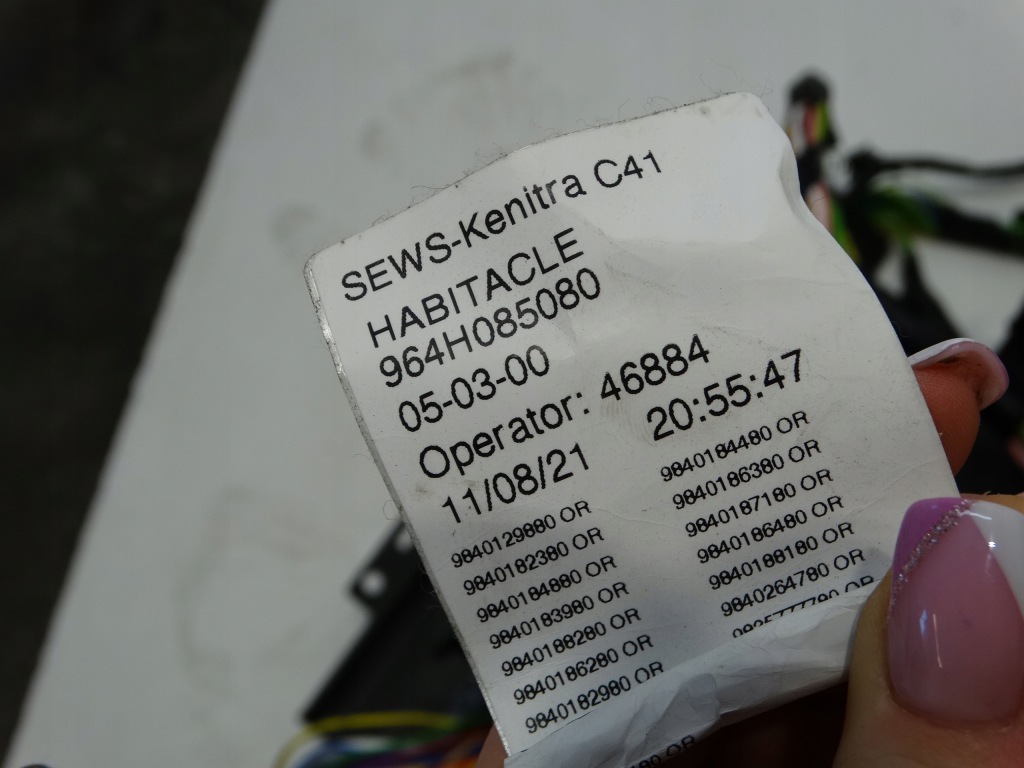 SEWS-Kenitra C41
HABITACLE
964H085080
05-03-00
Operator: 46884
11/08/21 20:55:47
9840129880 OR
9840182380 OR
9840184880 OR
9840183980 OR
9840188280 OR
9840186280 OR
9840182980 OR
9840184480 OR
9840186380 OR
9840187180 OR
9840186480 OR
9840188180 OR
9840264780 OR
OR
OR